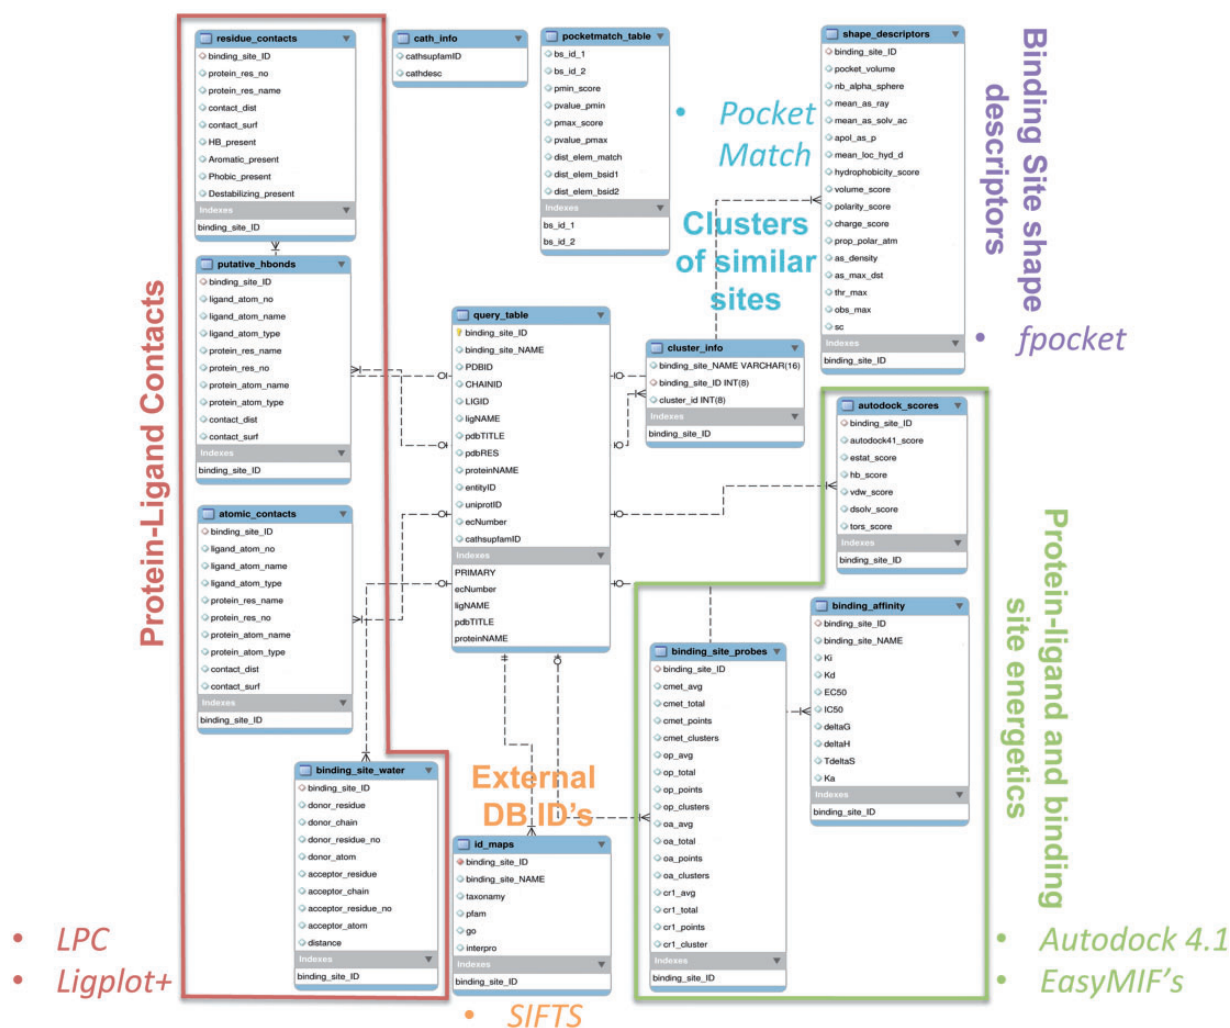 residue_contacts
binding_site_ID
protein_res_no
protein_res_name
contact_dist
contact_surf
HB_present
Aromatic_present
Phobic_present
Destabilizing_present
Indexes
binding_site_ID
putative_hbonds
binding_site_ID
ligand_atom_no
ligand_atom_name
ligand_atom_type
protein_res_name
protein_res_no
protein_atom_name
protein_atom_type
contact_dist
contact_surf
Indexes
binding_site_ID
atomic_contacts
binding_site_ID
ligand_atom_no
ligand_atom_name
ligand_atom_type
protein_res_name
protein_res_no
protein_atom_name
protein_atom_type
contact_dist
contact_surf
Indexes
binding_site_ID
binding_site_water
binding_site_ID
donor_residue
donor_chain
donor_residue_no
donor_atom
acceptor_residue
acceptor_chain
acceptor_residue_no
acceptor_atom
distance
Indexes
binding_site_ID
Protein-Ligand Contacts
• LPC
• Ligplot+
cath_info
cathsupfamID
cathdesc
pocketmatch_table
bs_id_1
bs_id_2
pmin_score
pvalue_pmin
pmax_score
pvalue_pmax
dist_elem_match
dist_elem_bsid1
dist_elem_bsid2
Indexes
bs_id_1
bs_id_2
• Pocket
Match
Clusters
of similar
sites
query_table
binding_site_ID
binding_site_NAME
PDBID
CHAINID
LIGID
ligNAME
pdbTITLE
pdbRES
proteinNAME
entityID
uniprotID
ecNumber
cathsupfamID
Indexes
PRIMARY
ecNumber
ligNAME
pdbTITLE
proteinNAME
cluster_info
binding_site_NAME VARCHAR(16)
binding_site_ID INT(8)
cluster_id INT(8)
Indexes
binding_site_ID
External
DB ID's
id_maps
binding_site_ID
binding_site_NAME
taxonamy
pfam
go
interpro
Indexes
binding_site_ID
• SIFTS
shape_descriptors
binding_site_ID
pocket_volume
nb_alpha_sphere
mean_as_ray
mean_as_solv_ac
apol_as_p
mean_loc_hyd_d
hydrophobicity_score
volume_score
polarity_score
charge_score
prop_polar_atm
as_density
as_max_dst
thr_max
obs_max
sc
Indexes
binding_site_ID
Binding Site shape
descriptors
• fpocket
autodock_scores
binding_site_ID
autodock41_score
estat_score
hb_score
vdw_score
dsolv_score
tors_score
Indexes
binding_site_ID
binding_affinity
binding_site_ID
binding_site_NAME
Ki
Kd
EC50
IC50
deltaG
deltaH
TdeltaS
Ka
Indexes
binding_site_ID
binding_site_probes
binding_site_ID
cmet_avg
cmet_total
cmet_points
cmet_clusters
op_avg
op_total
op_points
op_clusters
oa_avg
oa_total
oa_points
oa_clusters
cr1_avg
cr1_total
cr1_points
cr1_cluster
Indexes
binding_site_ID
Protein-ligand and binding
site energetics
• Autodock 4.1
• EasyMIF's